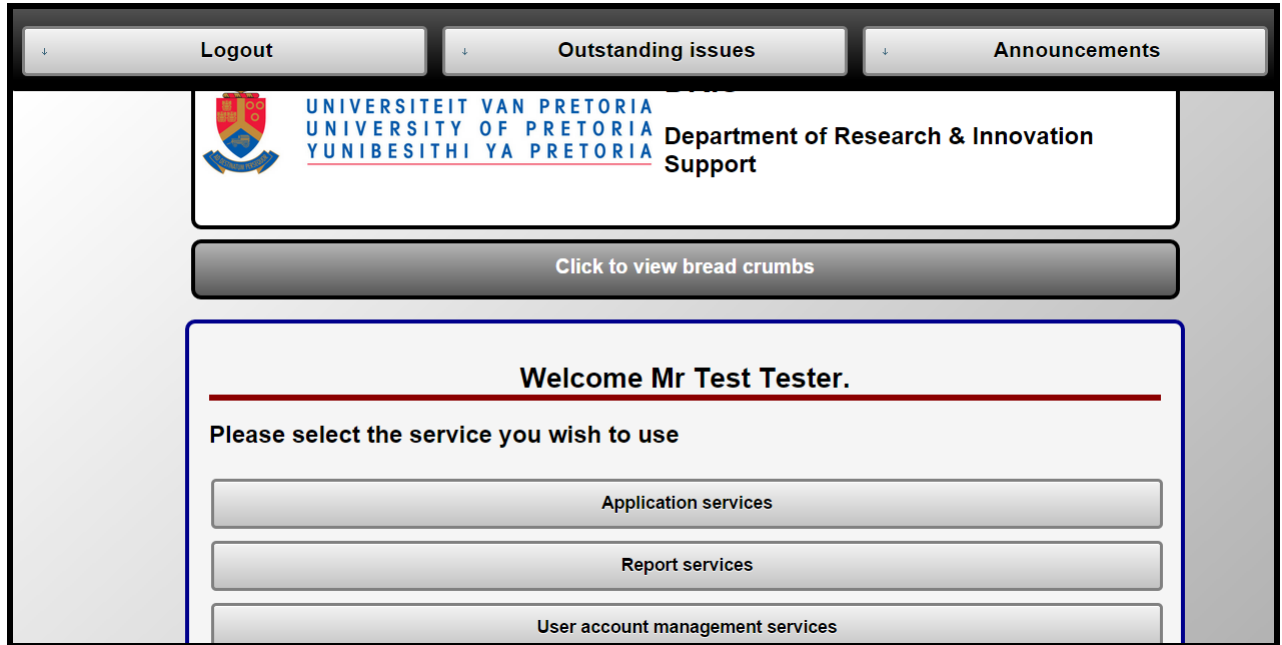 Logout
Outstanding issues
Announcements
UNIVERSITEIT VAN PRETORIA
UNIVERSITY OF PRETORIA
YUNIBESITHI YA PRETORIA
Department of Research & Innovation
Support
Click to view bread crumbs
Welcome Mr Test Tester.
Please select the service you wish to use
Application services
Report services
User account management services